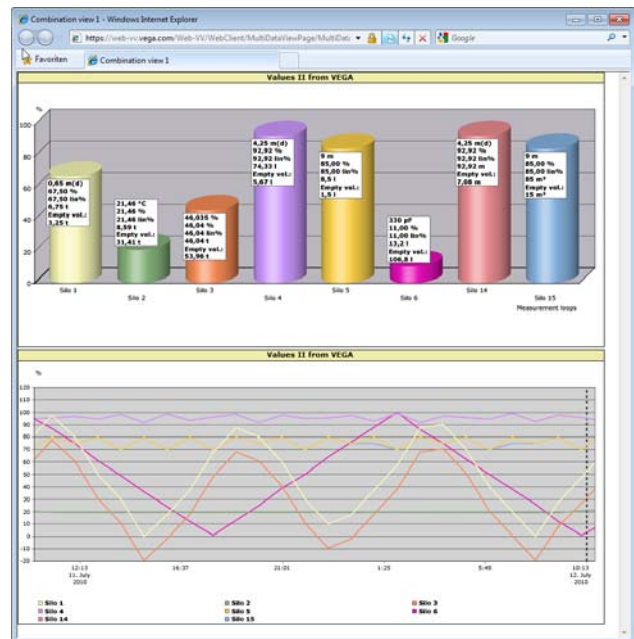 Combination view 1 - Windows Internet Explorer
https://web-vv.vega.com/Web-VV/WebClient/MultiDataViewPage/MultiDat
Google
Favoriten
Combination view 1
Values II from VEGA
%
100
80
60
40
20
0
0,65 m(d)
67,50 %
67,50 lin%
6,75 l
Empty vol.:
3,25 l
21,46 °C
21,46 %
21,46 lin%
8,59 l
Empty vol.:
31,41 l
46,035 %
46,04 %
46,04 lin%
46,04 t
Empty vol.:
53,96 t
4,25 m(d)
92,92 %
92,92 lin%
74,33 l
Empty vol.:
5,67 l
9 m
85,00 %
85,00 lin%
8,5 l
Empty vol.:
1,5 l
330 pF
11,00 %
11,00 lin%
13,2 l
Empty vol.:
106,8 l
4,25 m(d)
92,92 %
92,92 lin%
92,92 m
Empty vol.:
7,08 m
9 m
85,00 %
85,00 lin%
85 m³
Empty vol.:
15 m³
Silo 1
Silo 2
Silo 3
Silo 4
Silo 5
Silo 6
Silo 14
Silo 15
Measurement loops
Values II from VEGA
%
120
110
100
90
80
70
60
50
40
30
20
10
0
-10
-20
12:13
11. July
2010
16:37
21:01
1:25
5:49
10:13
12. July
2010
Silo 1
Silo 2
Silo 3
Silo 4
Silo 5
Silo 6
Silo 14
Silo 15